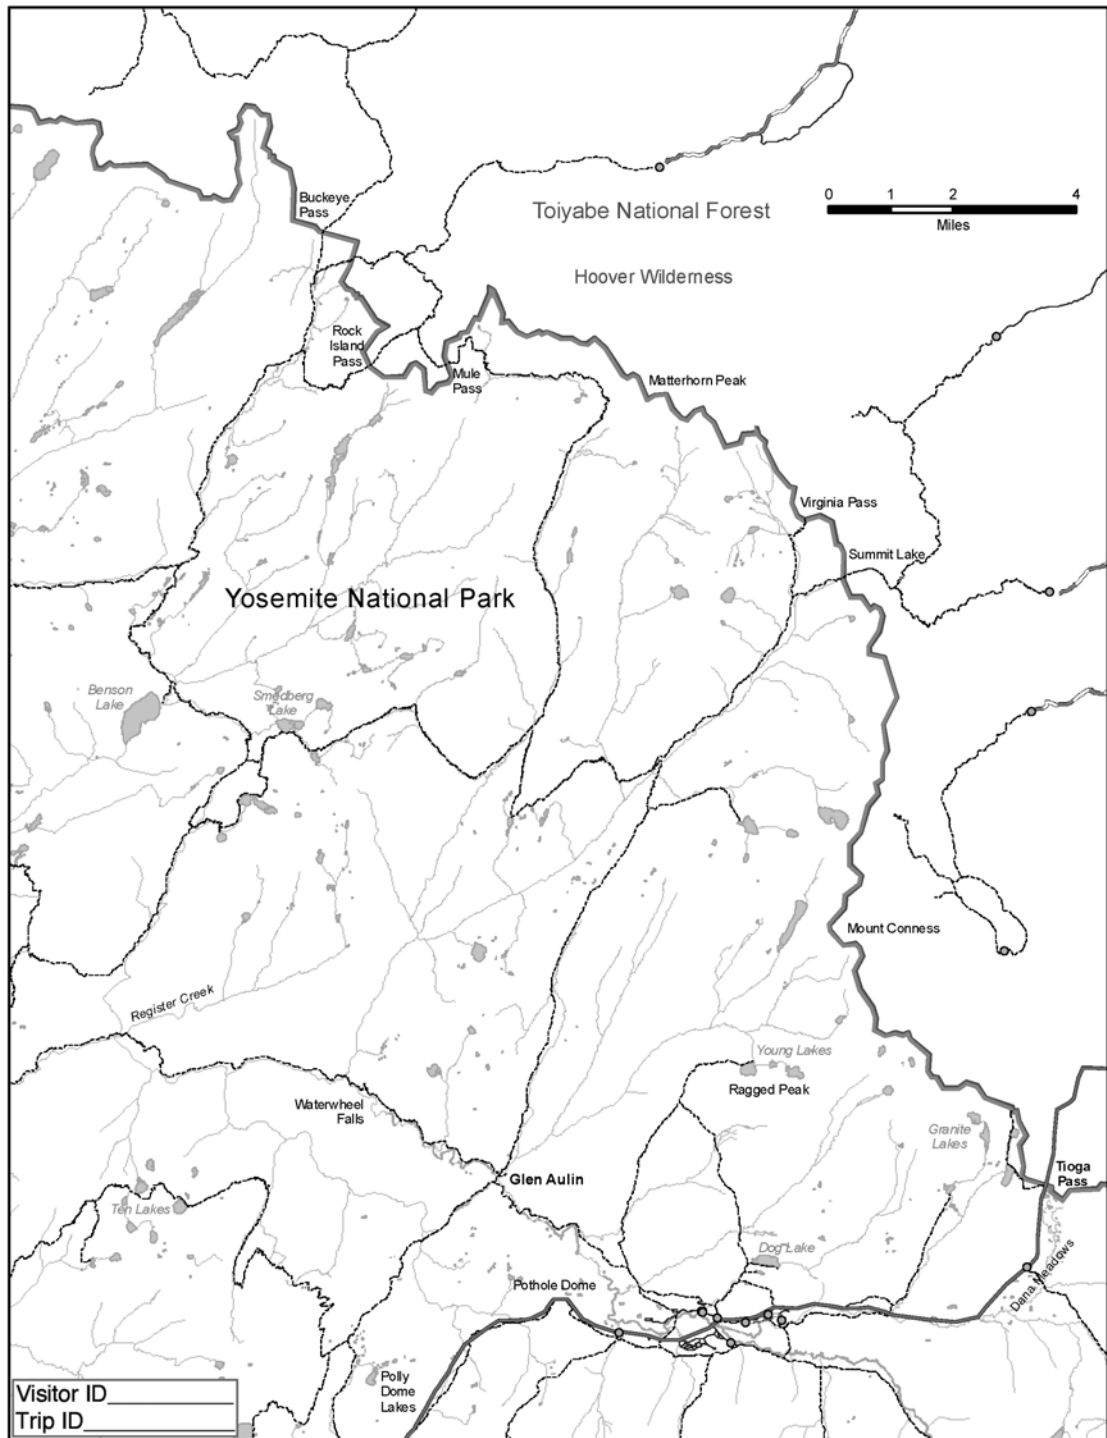 Buckeye
Pass
Toiyabe National Forest
0 1 2 4
Miles
Hoover Wilderness
Rock
Island
Pass
Mule
Pass
Matterhorn Peak
Virginia Pass
Summit Lake
Yosemite National Park
Benson
Lake
Smedberg
Lake
Mount Conness
Register Creek
Young Lakes
Ragged Peak
Waterwheel
Falls
Granite
Lakes
Glen Aulin
Tioga
Pass
Ten Lakes
Dog Lake
Dana Meadows
Pothole Dome
Polly
Dome
Lakes
Visitor ID____________
Trip ID______________